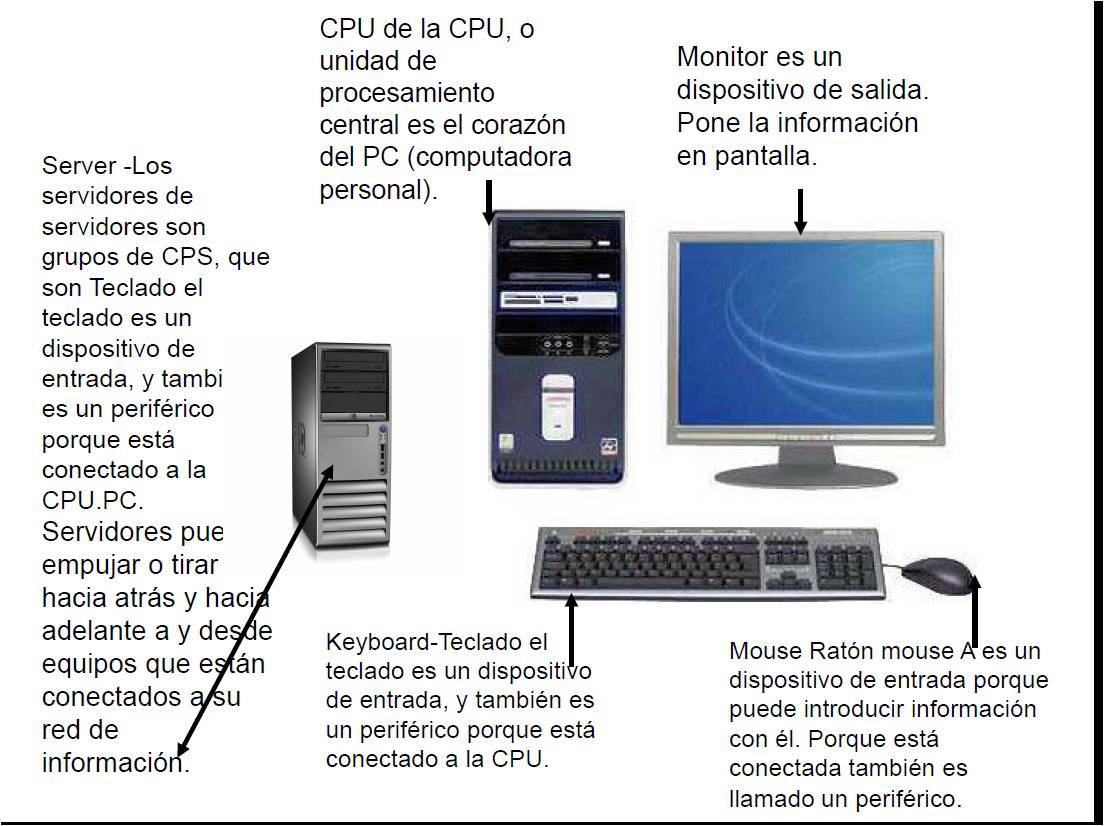 CPU de la CPU, o
unidad de
procesamiento
central es el corazón
del PC (computadora
personal).
Monitor es un
dispositivo de salida.
Pone la información
en pantalla.
Server -Los
servidores de
servidores son
grupos de CPS, que
son Teclado el
teclado es un
dispositivo de
entrada, y tambi
es un periférico
porque está
conectado a la
CPU.PC.
Servidores pue
empujar o tirar
hacia atrás y hacia
adelante a y desde
equipos que están
conectados a su
red de
información.
Keyboard-Teclado el
teclado es un dispositivo
de entrada, y también es
un periférico porque está
conectado a la CPU.
Mouse Ratón mouse A es un
dispositivo de entrada porque
puede introducir información
con él. Porque está
conectada también es
llamado un periférico.